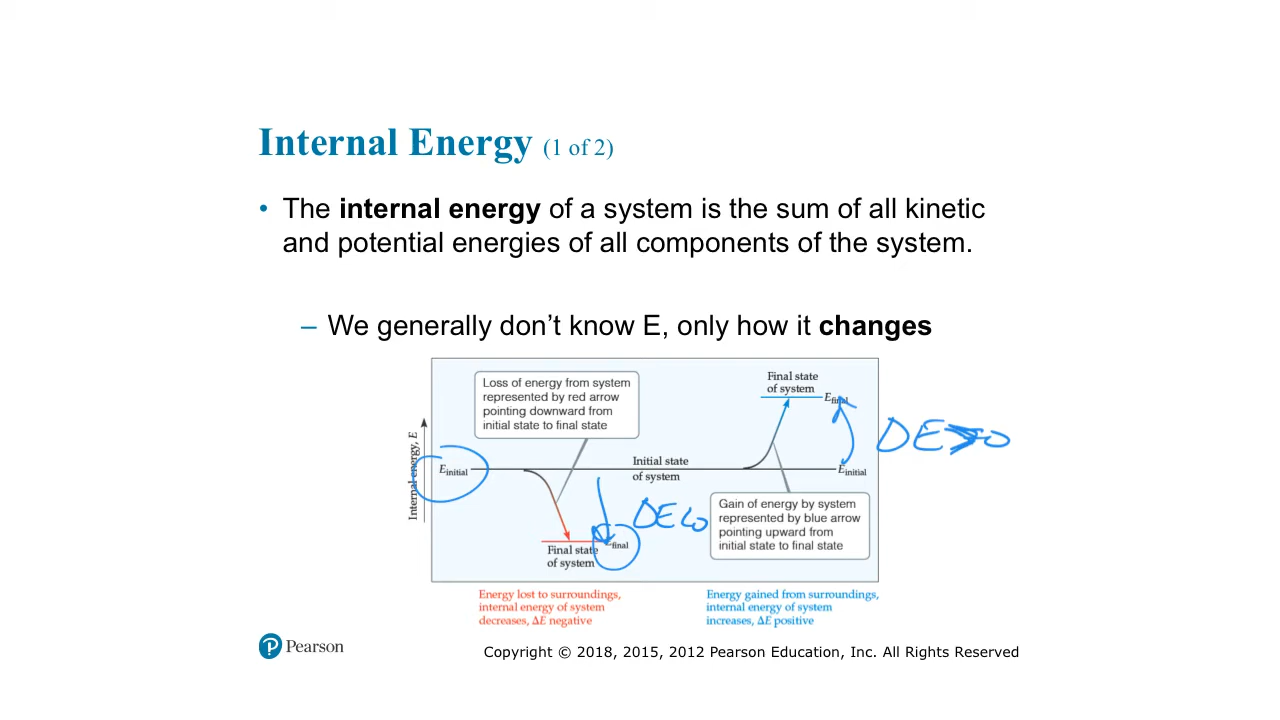 Internal Energy (1 of 2)
• The internal energy of a system is the sum of all kinetic
and potential energies of all components of the system.
– We generally don’t know E, only how it changes
Loss of energy from system
represented by red arrow
pointing downward from
initial state to final state
Final state
of system
Efinal
Internal energy, E
Einitial
Initial state
of system
Einitial
DE>0
DE<0
Gain of energy by system
represented by blue arrow
pointing upward from
initial state to final state
Final state
of system
Efinal
Energy lost to surroundings,
internal energy of system
decreases, ΔE negative
Energy gained from surroundings,
internal energy of system
increases, ΔE positive
P Pearson
Copyright © 2018, 2015, 2012 Pearson Education, Inc. All Rights Reserved